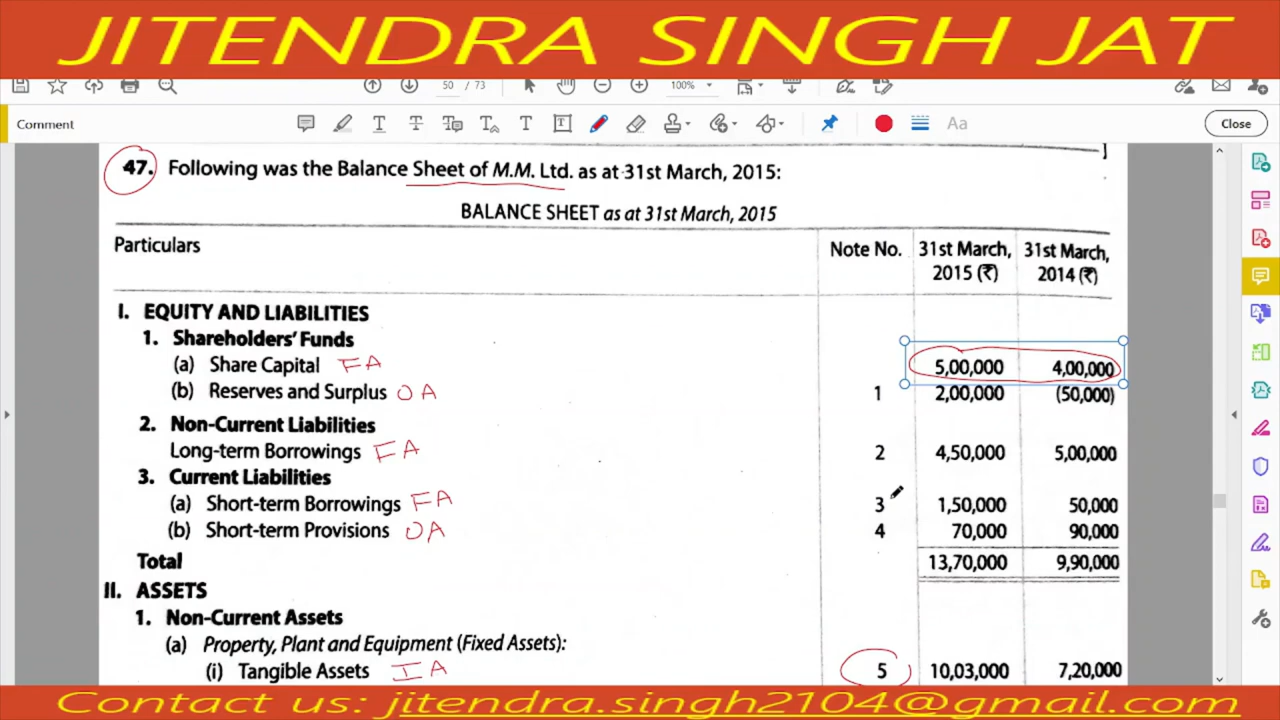 JITENDRA SINGH JAT
50 / 73
100%
Comment
Aa
Close
47. Following was the Balance Sheet of M.M. Ltd. as at 31st March, 2015:
BALANCE SHEET as at 31st March, 2015
Particulars Note No. 31st March, 2015 (₹) 31st March, 2014 (₹)
I. EQUITY AND LIABILITIES
1. Shareholders' Funds
(a) Share Capital FA 5,00,000 4,00,000
(b) Reserves and Surplus OA 1 2,00,000 (50,000)
2. Non-Current Liabilities
Long-term Borrowings FA 2 4,50,000 5,00,000
3. Current Liabilities
(a) Short-term Borrowings FA 3 1,50,000 50,000
(b) Short-term Provisions OA 4 70,000 90,000
Total 13,70,000 9,90,000
II. ASSETS
1. Non-Current Assets
(a) Property, Plant and Equipment (Fixed Assets):
(i) Tangible Assets IA 5 10,03,000 7,20,000
Contact us: jitendra.singh2104@gmail.com